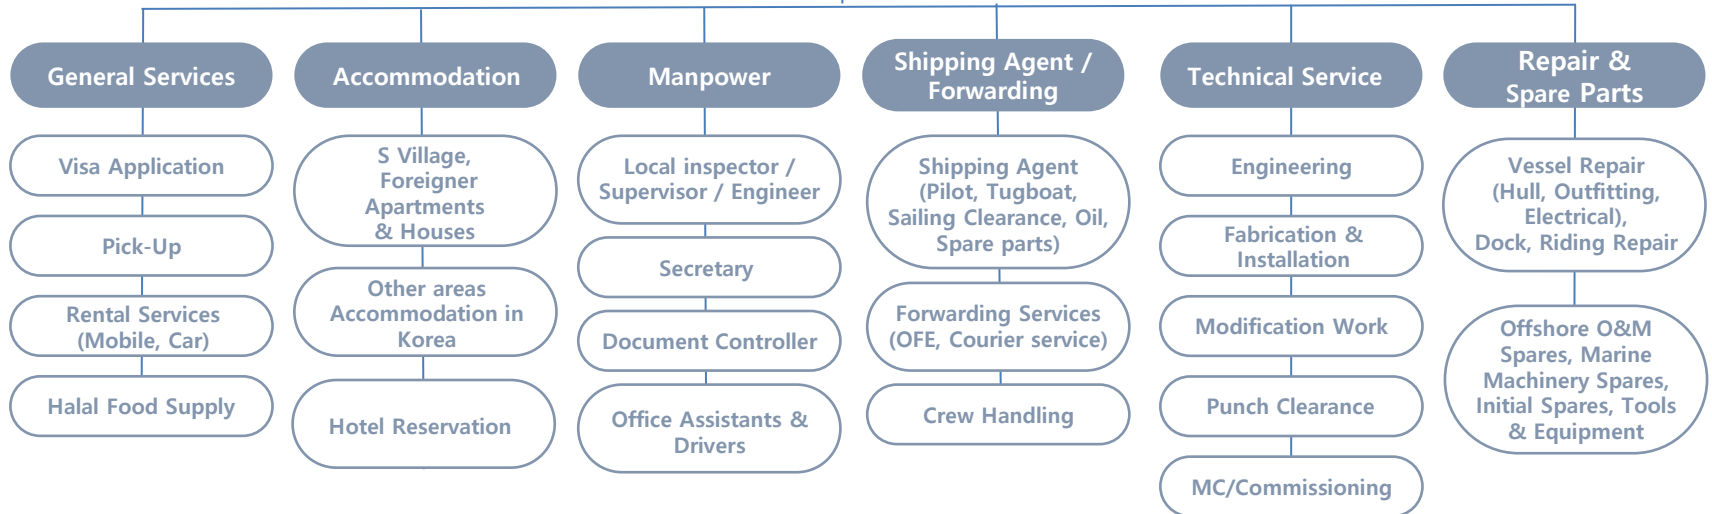 General Services
Visa Application
Pick-Up
Rental Services
(Mobile, Car)
Halal Food Supply
Accommodation
S Village,
Foreigner
Apartments
& Houses
Other areas
Accommodation in
Korea
Hotel Reservation
Manpower
Local inspector /
Supervisor / Engineer
Secretary
Document Controller
Office Assistants &
Drivers
Shipping Agent /
Forwarding
Shipping Agent
(Pilot, Tugboat,
Sailing Clearance, Oil,
Spare parts)
Forwarding Services
(OFE, Courier service)
Crew Handling
Technical Service
Engineering
Fabrication &
Installation
Modification Work
Punch Clearance
MC/Commissioning
Repair &
Spare Parts
Vessel Repair
(Hull, Outfitting,
Electrical),
Dock, Riding Repair
Offshore O&M
Spares, Marine
Machinery Spares,
Initial Spares, Tools
& Equipment